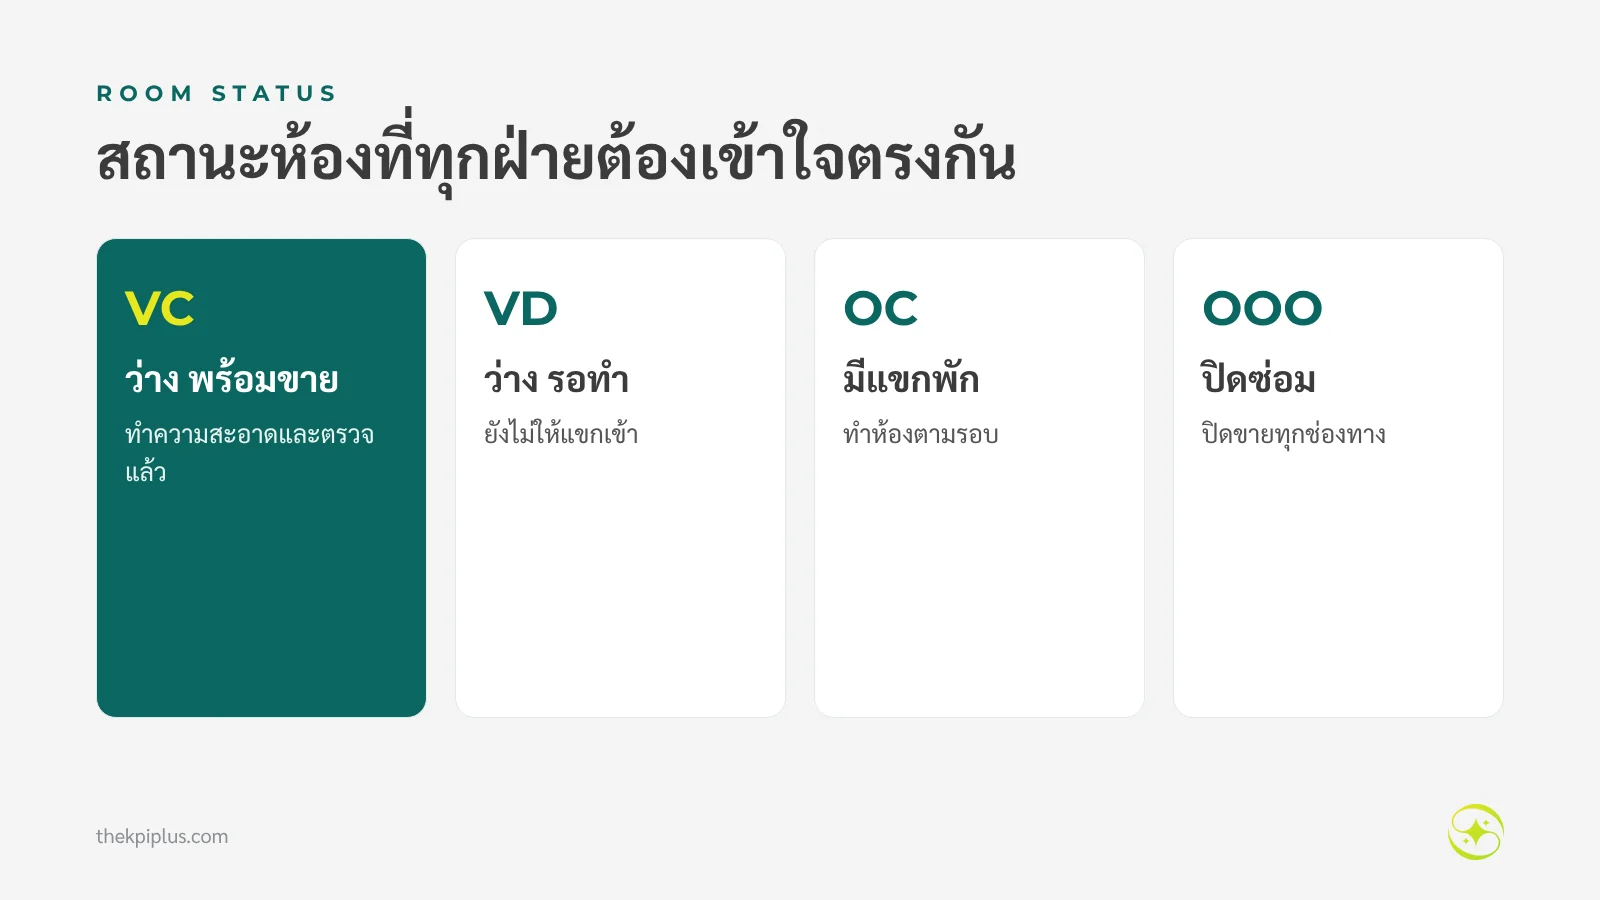 ROOM STATUS
สถานะห้องที่ทุกฝ่ายต้องเข้าใจตรงกัน
VC
ว่าง พร้อมขาย
ทำความสะอาดและตรวจ
แล้ว
VD
ว่าง รอทำ
ยังไม่ให้แขกเข้า
OC
มีแขกพัก
ทำห้องตามรอบ
OOO
ปิดซ่อม
ปิดขายทุกช่องทาง
thekpiplus.com